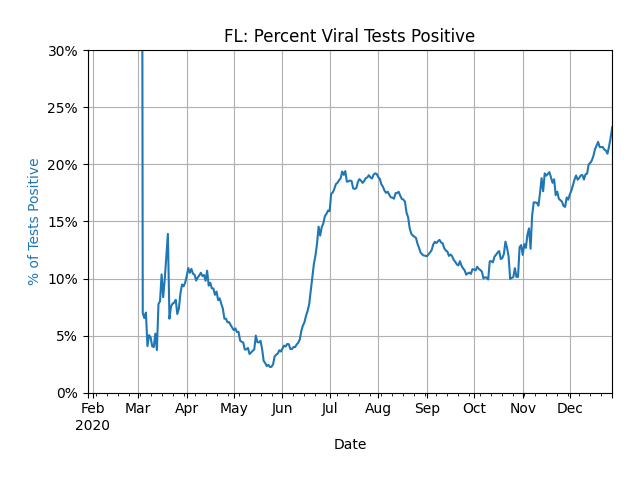 FL: Percent Viral Tests Positive
30%
25%
20%
15%
10%
5%
0%
% of Tests Positive
Feb Mar Apr May Jun Jul Aug Sep Oct Nov Dec
2020
Date